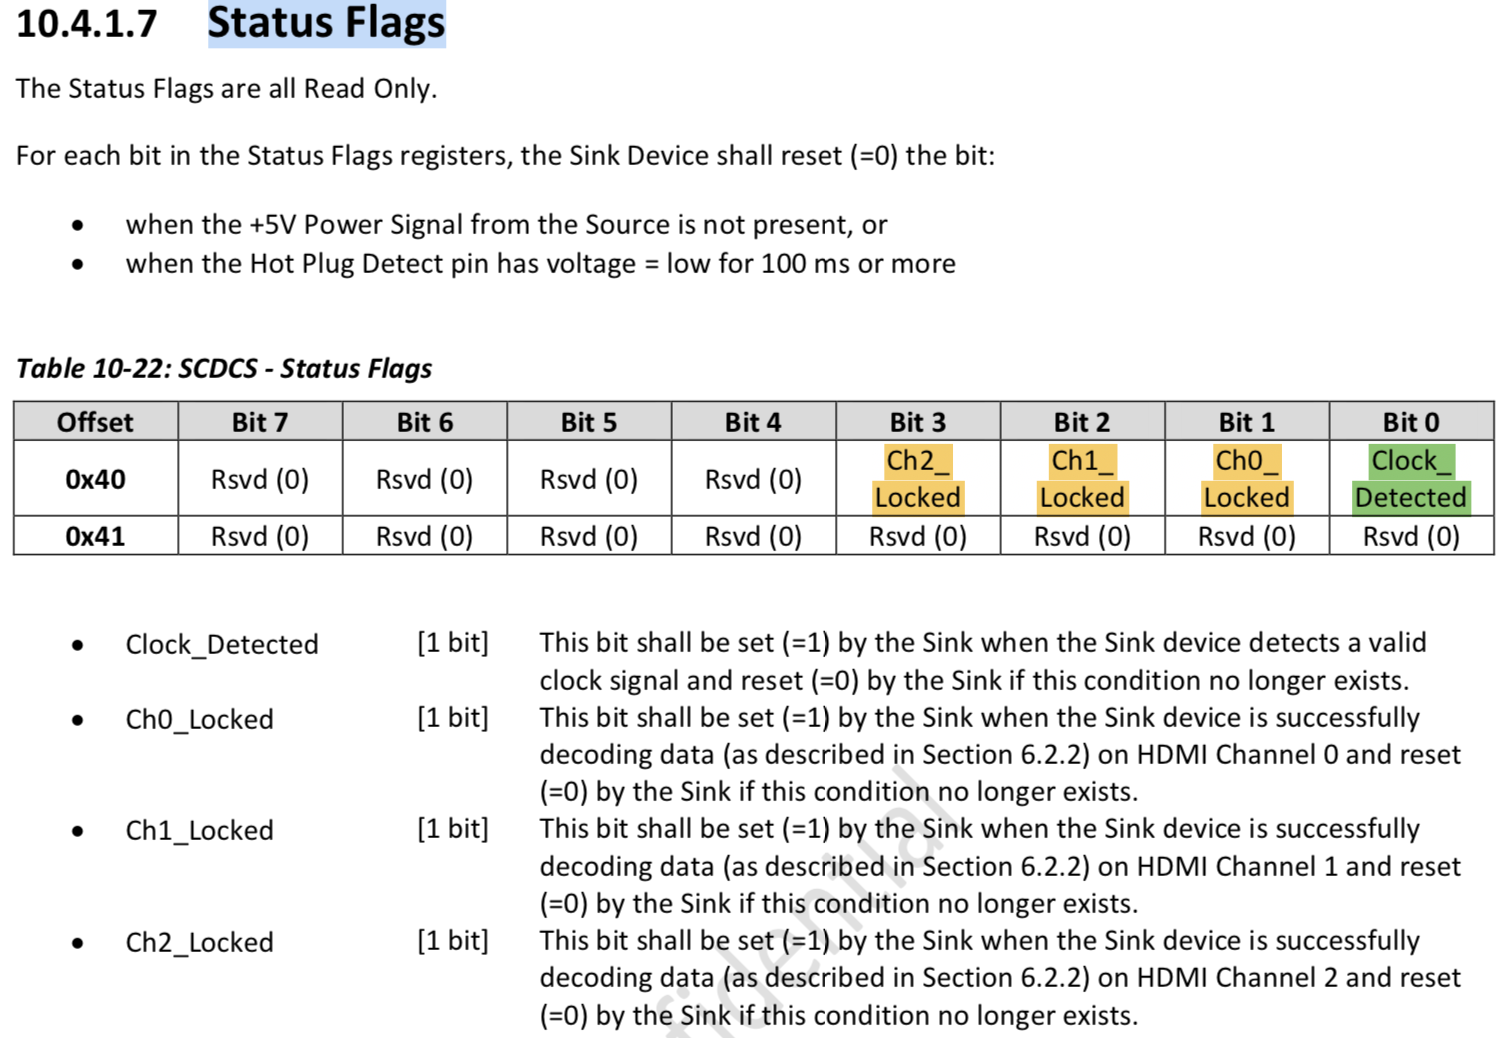 10.4.1.7 Status Flags
The Status Flags are all Read Only.
For each bit in the Status Flags registers, the Sink Device shall reset (=0) the bit:
• when the +5V Power Signal from the Source is not present, or
• when the Hot Plug Detect pin has voltage = low for 100 ms or more
Table 10-22: SCDCS - Status Flags
Offset Bit 7 Bit 6 Bit 5 Bit 4 Bit 3 Bit 2 Bit 1 Bit 0
0x40 Rsvd (0) Rsvd (0) Rsvd (0) Rsvd (0) Ch2_ Ch1_ Ch0_ Clock_
Locked Locked Locked Detected
0x41 Rsvd (0) Rsvd (0) Rsvd (0) Rsvd (0) Rsvd (0) Rsvd (0) Rsvd (0) Rsvd (0)
• Clock_Detected [1 bit] This bit shall be set (=1) by the Sink when the Sink device detects a valid
clock signal and reset (=0) by the Sink if this condition no longer exists.
• Ch0_Locked [1 bit] This bit shall be set (=1) by the Sink when the Sink device is successfully
decoding data (as described in Section 6.2.2) on HDMI Channel 0 and reset
(=0) by the Sink if this condition no longer exists.
• Ch1_Locked [1 bit] This bit shall be set (=1) by the Sink when the Sink device is successfully
decoding data (as described in Section 6.2.2) on HDMI Channel 1 and reset
(=0) by the Sink if this condition no longer exists.
• Ch2_Locked [1 bit] This bit shall be set (=1) by the Sink when the Sink device is successfully
decoding data (as described in Section 6.2.2) on HDMI Channel 2 and reset
(=0) by the Sink if this condition no longer exists.
fidential